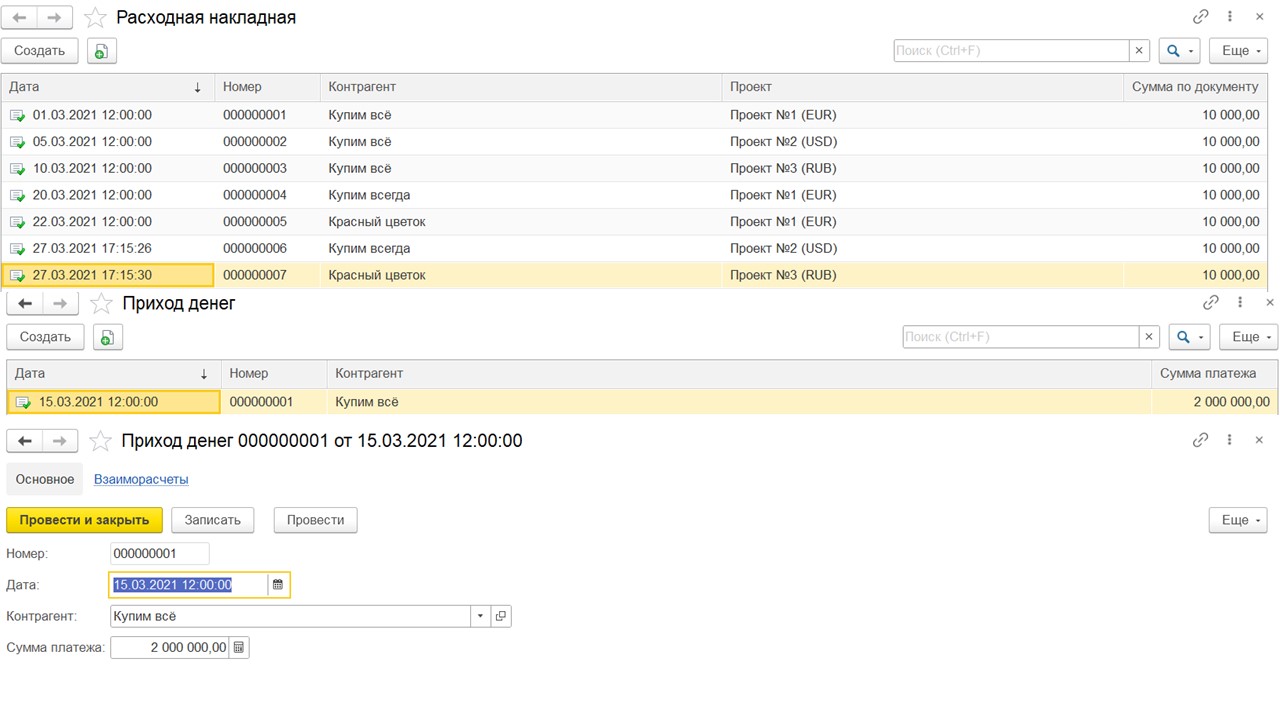 Расходная накладная
Создать Поиск (Ctrl+F) × Еще
Дата ↓ Номер Контрагент Проект Сумма по документу
01.03.2021 12:00:00 000000001 Купим всё Проект №1 (EUR) 10 000,00
05.03.2021 12:00:00 000000002 Купим всё Проект №2 (USD) 10 000,00
10.03.2021 12:00:00 000000003 Купим всё Проект №3 (RUB) 10 000,00
20.03.2021 12:00:00 000000004 Купим всегда Проект №1 (EUR) 10 000,00
22.03.2021 12:00:00 000000005 Красный цветок Проект №1 (EUR) 10 000,00
27.03.2021 17:15:26 000000006 Купим всегда Проект №2 (USD) 10 000,00
27.03.2021 17:15:30 000000007 Красный цветок Проект №3 (RUB) 10 000,00
Приход денег
Создать Поиск (Ctrl+F) × Еще
Дата ↓ Номер Контрагент Сумма платежа
15.03.2021 12:00:00 000000001 Купим всё 2 000 000,00
Приход денег 000000001 от 15.03.2021 12:00:00
Основное Взаиморасчеты
Провести и закрыть Записать Провести Еще
Номер: 000000001
Дата: 15.03.2021 12:00:00
Контрагент: Купим всё
Сумма платежа: 2 000 000,00